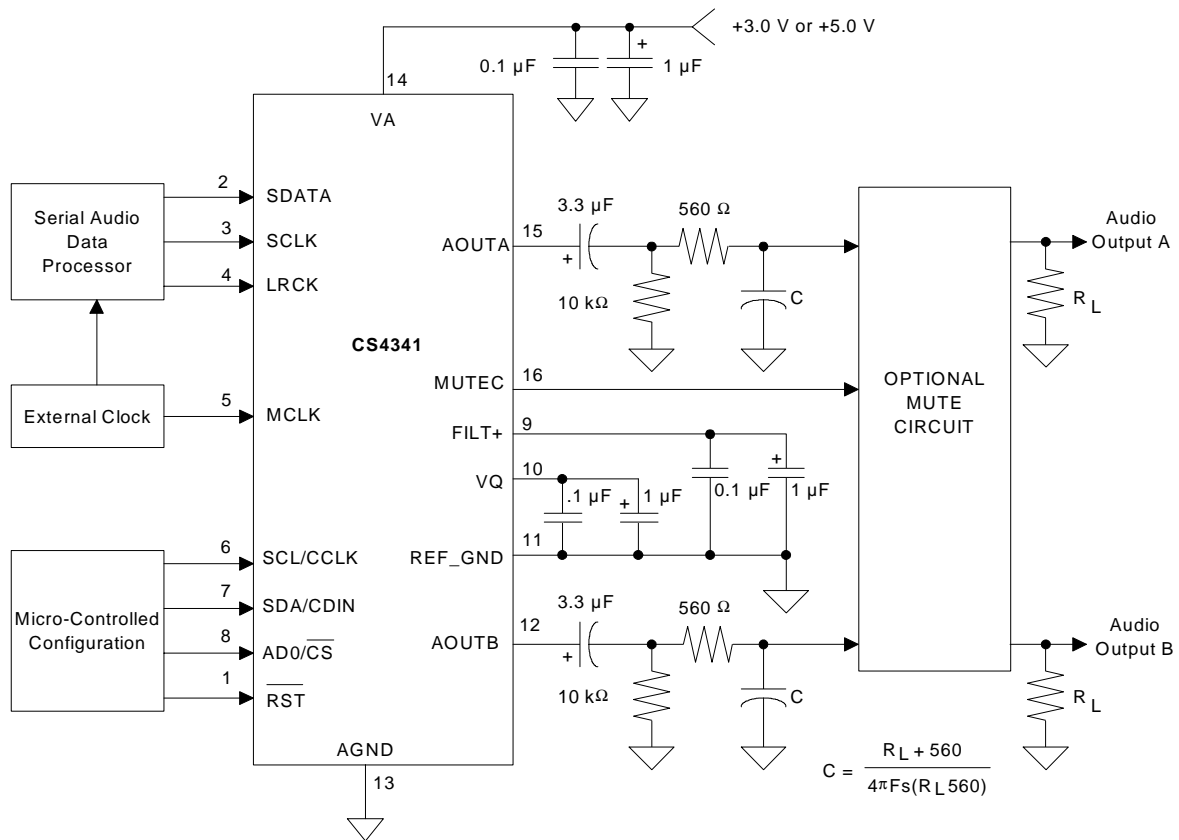 +3.0 V or +5.0 V
0.1 µF
+
1 µF
14
VA
Serial Audio
Data
Processor
2
SDATA
3
SCLK
4
LRCK
External Clock
5
MCLK
CS4341
Micro-Controlled
Configuration
6
SCL/CCLK
7
SDA/CDIN
8
AD0/C̅S̅
1
R̅S̅T̅
AGND
13
AOUTA
15
3.3 µF
+
560 Ω
10 kΩ
C
MUTEC
16
FILT+
9
VQ
10
.1 µF
+
1 µF
0.1 µF
+
1 µF
REF_GND
11
AOUTB
12
3.3 µF
+
560 Ω
10 kΩ
C
OPTIONAL
MUTE
CIRCUIT
Audio
Output A
R L
Audio
Output B
R L
C = 
R L + 560
4πFs(R L 560)